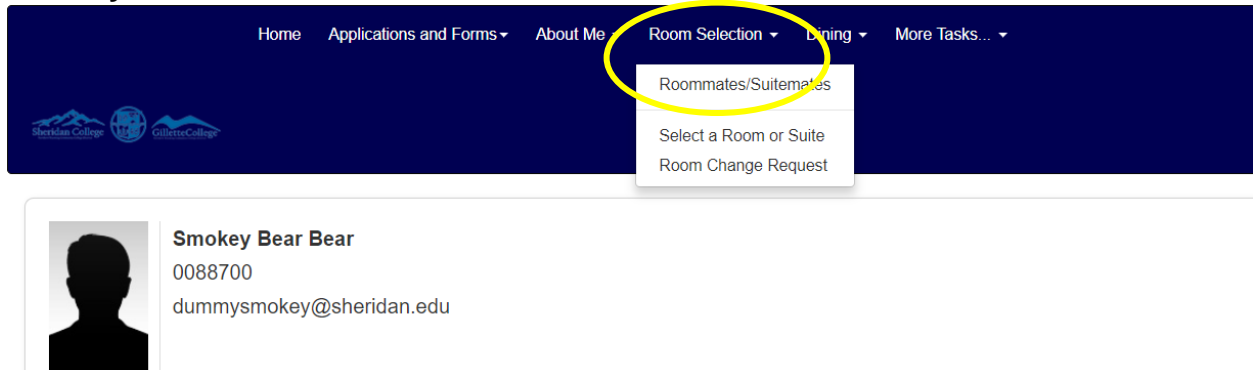 Home Applications and Forms About Me Room Selection Dining More Tasks...
Roommates/Suitemates
Select a Room or Suite
Room Change Request
Sheridan College GilletteCollege
Smokey Bear Bear
0088700
dummysmokey@sheridan.edu